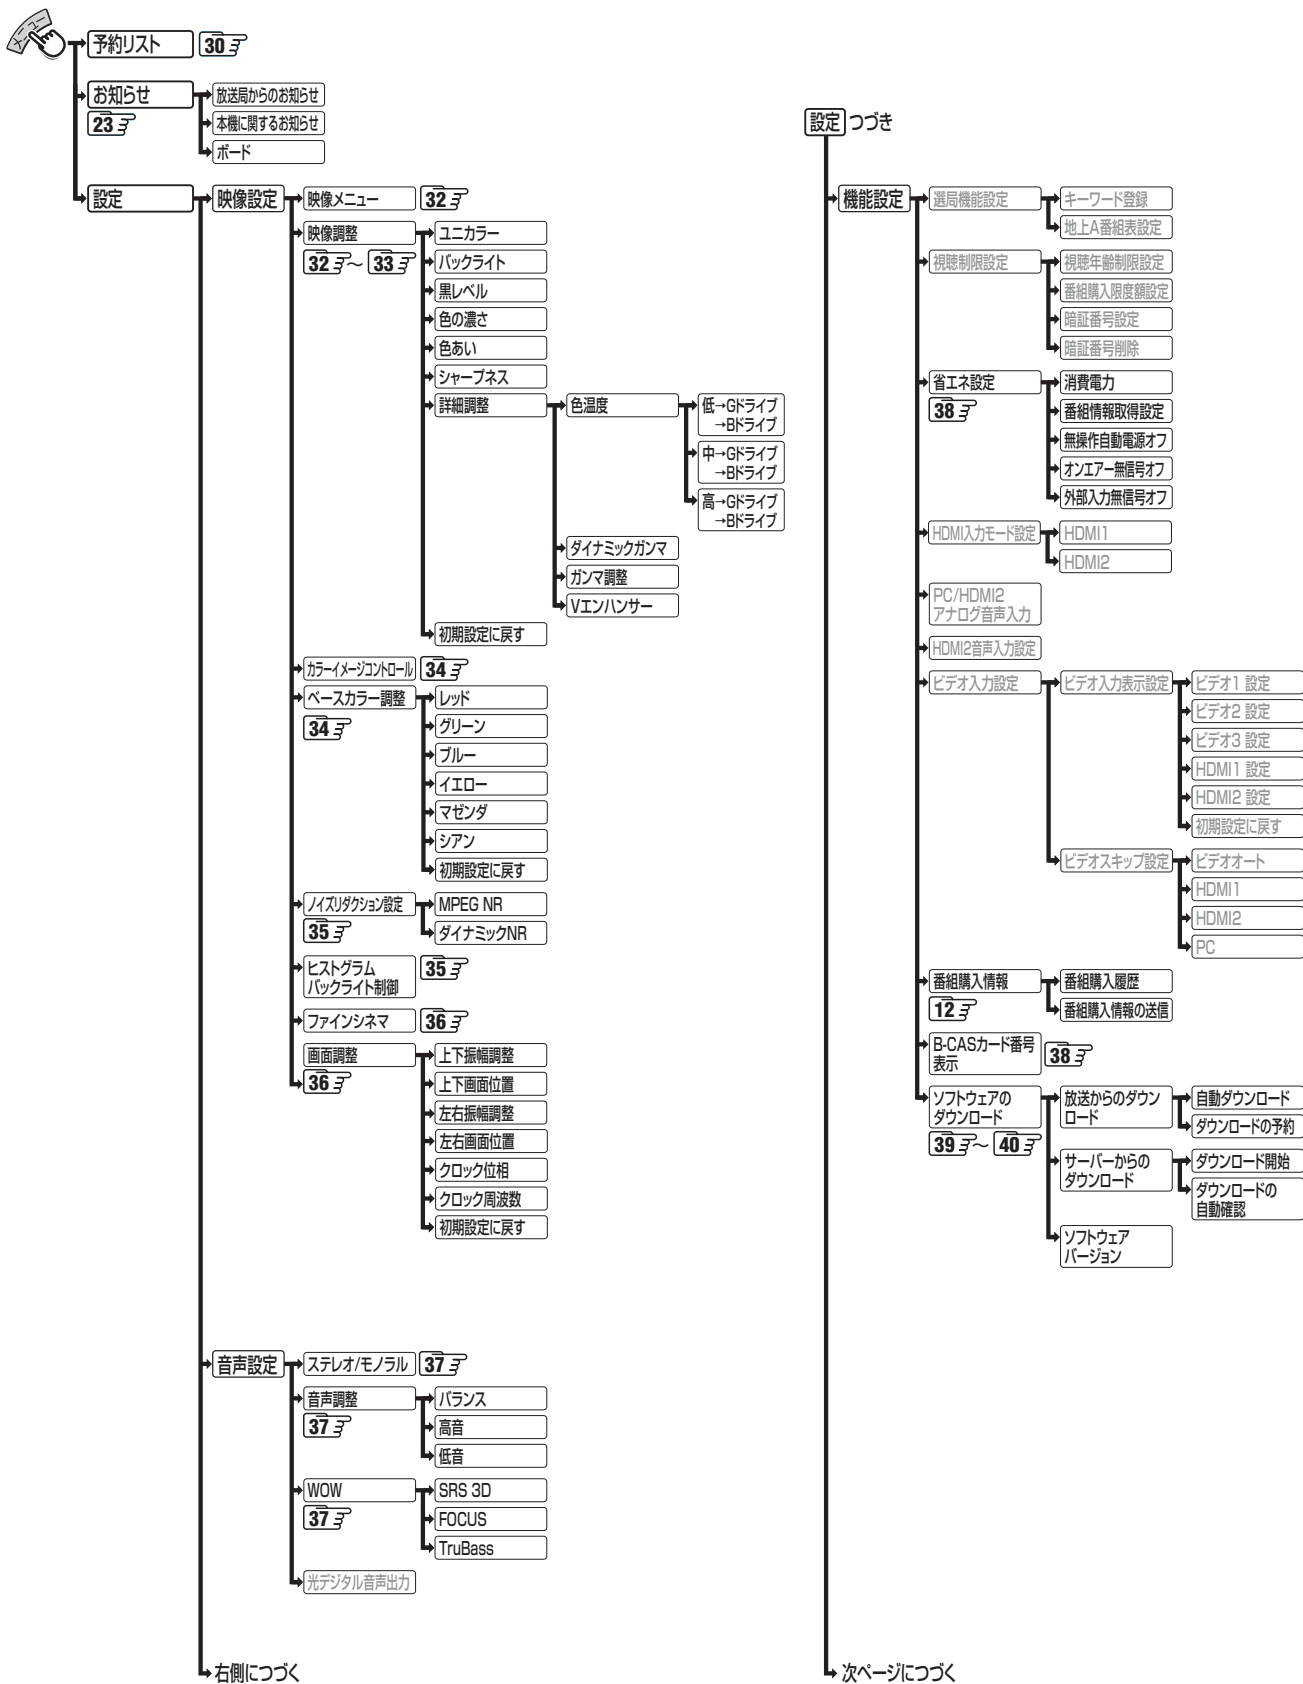 メニュー
予約リスト 30
お知らせ
23
放送局からのお知らせ
本機に関するお知らせ
ボード
設定
映像設定
映像メニュー 32
映像調整
32 ～ 33
ユニカラー
バックライト
黒レベル
色の濃さ
色あい
シャープネス
詳細調整
色温度
低→Gドライブ
→Bドライブ
中→Gドライブ
→Bドライブ
高→Gドライブ
→Bドライブ
ダイナミックガンマ
ガンマ調整
Vエンハンサー
初期設定に戻す
カラーイメージコントロール 34
ベースカラー調整
34
レッド
グリーン
ブルー
イエロー
マゼンダ
シアン
初期設定に戻す
ノイズリダクション設定
35
MPEG NR
ダイナミックNR
ヒストグラム
バックライト制御
35
ファインシネマ 36
画面調整
36
上下振幅調整
上下画面位置
左右振幅調整
左右画面位置
クロック位相
クロック周波数
初期設定に戻す
音声設定
ステレオ/モノラル 37
音声調整
37
バランス
高音
低音
WOW
37
SRS 3D
FOCUS
TruBass
光デジタル音声出力
右側につづく
設定 つづき
機能設定
選局機能設定
キーワード登録
地上A番組表設定
視聴制限設定
視聴年齢制限設定
番組購入限度額設定
暗証番号設定
暗証番号削除
省エネ設定
38
消費電力
番組情報取得設定
無操作自動電源オフ
オンエアー無信号オフ
外部入力無信号オフ
HDMI入力モード設定
HDMI1
HDMI2
PC/HDMI2
アナログ音声入力
HDMI2音声入力設定
ビデオ入力設定
ビデオ入力表示設定
ビデオ1 設定
ビデオ2 設定
ビデオ3 設定
HDMI1 設定
HDMI2 設定
初期設定に戻す
ビデオスキップ設定
ビデオオート
HDMI1
HDMI2
PC
番組購入情報
12
番組購入履歴
番組購入情報の送信
B-CASカード番号
表示
38
ソフトウェアの
ダウンロード
39 ～ 40
放送からのダウン
ロード
自動ダウンロード
ダウンロードの予約
サーバーからの
ダウンロード
ダウンロード開始
ダウンロードの
自動確認
ソフトウェア
バージョン
次ページにつづく